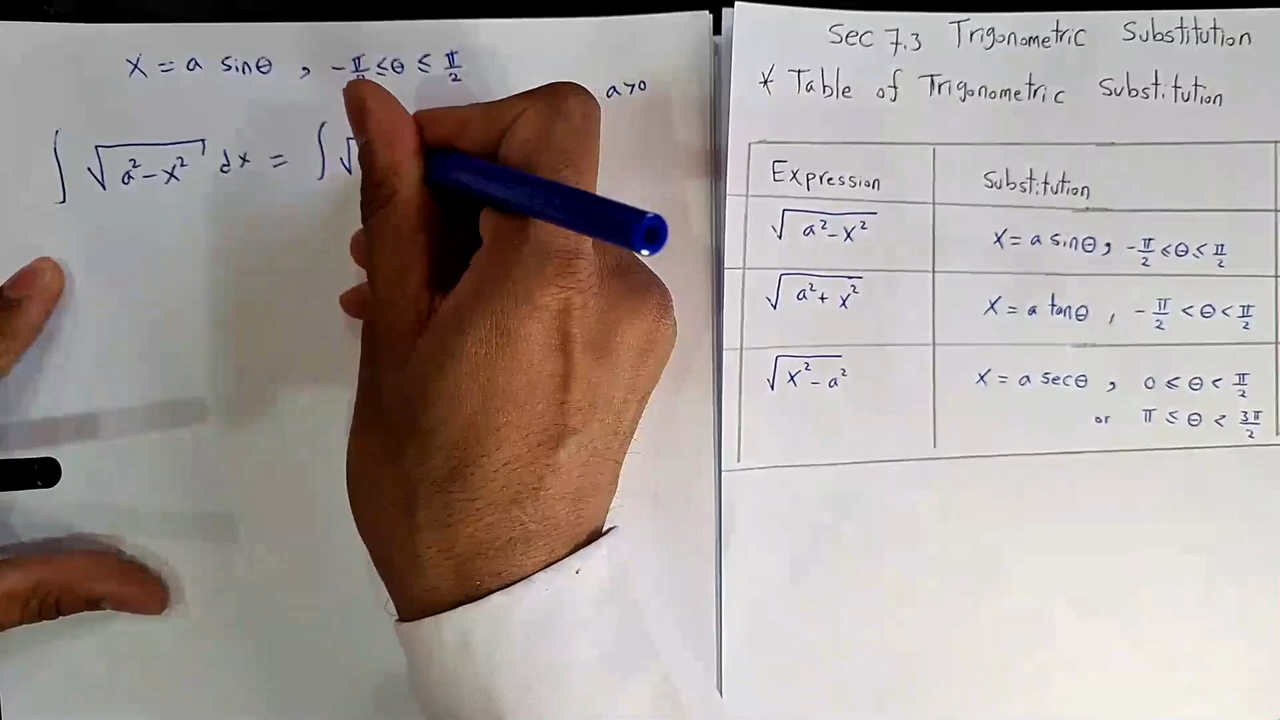 x = a sinθ , -π/2 ≤ θ ≤ π/2
a>0
∫ √(a²-x²) dx = ∫ √
Sec 7.3 Trigonometric Substitution
* Table of Trigonometric Substitution
Expression Substitution
√(a²-x²) x = a sinθ, -π/2 ≤ θ ≤ π/2
√(a²+x²) x = a tanθ , -π/2 < θ < π/2
√(x²-a²) x = a secθ , 0 ≤ θ < π/2
or π ≤ θ < 3π/2